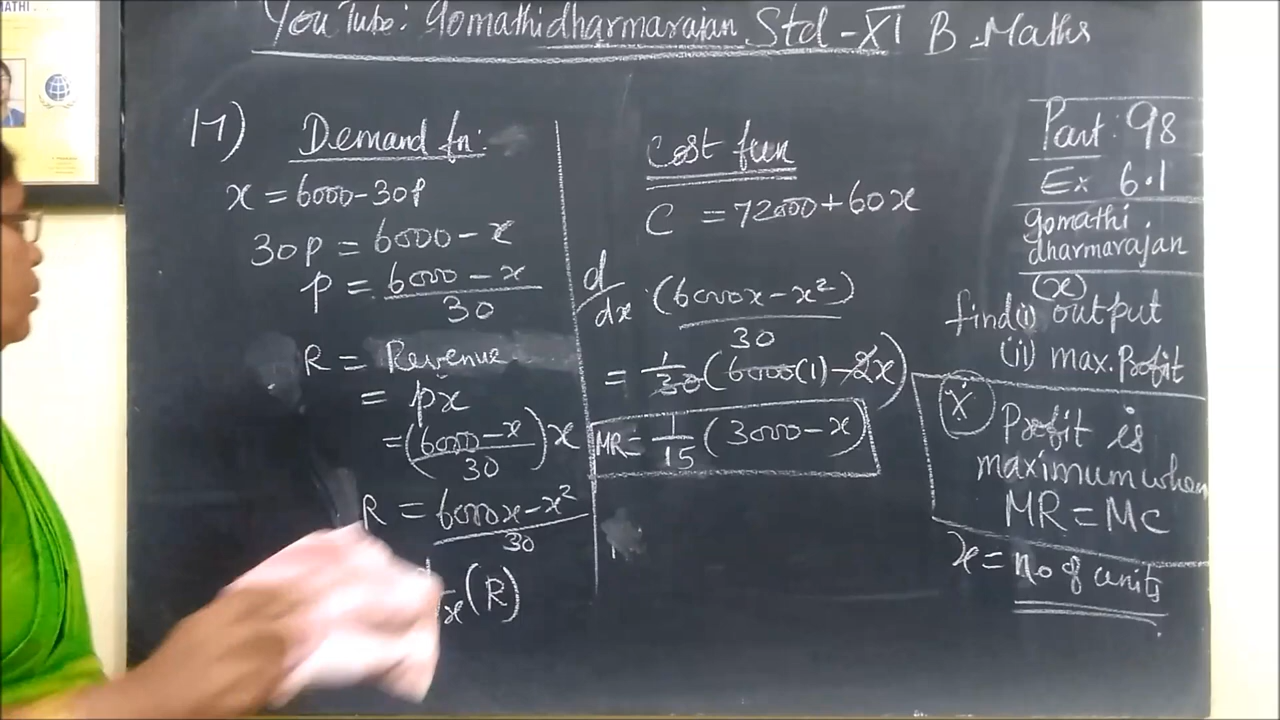 YouTube: Gomathidharmarajan Std-XI B.Maths
17) Demand fn:
x = 6000-30p
30p = 6000-x
p = 6000-x / 30
R = Revenue
= px
= (6000-x / 30)x
R = 6000x-x² / 30
(R)
Cost fun
C = 72000+60x
d/dx (6000x-x²) / 30
= 1/30 (6000(1)-2x)
MR = 1/15 (3000-x)
Part: 98
Ex 6.1
gomathi
dharmarajan
(x)
find(i) output
(ii) max.Profit
X
Profit is
maximum when
MR = MC
x = no of units